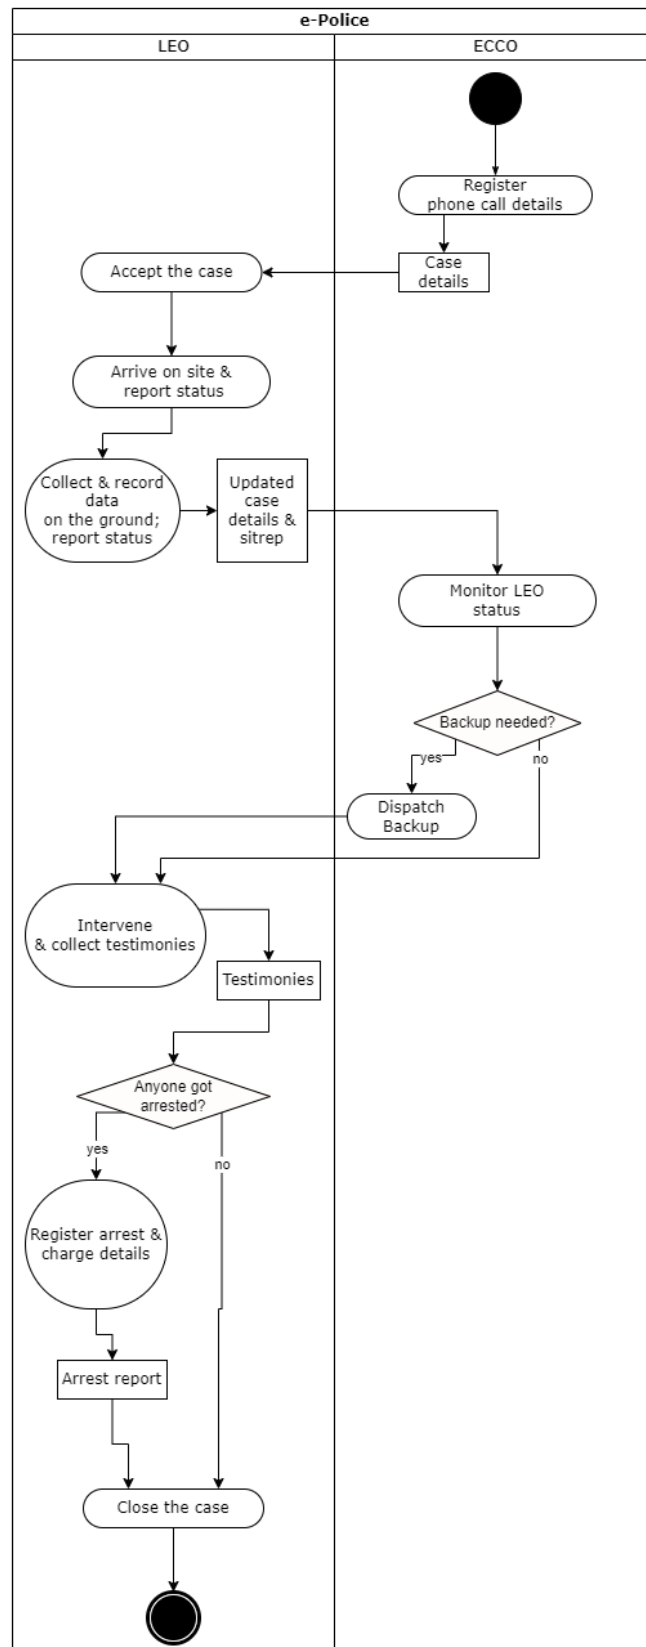 e-Police
LEO
ECCO
Register
phone call details
Case
details
Accept the case
Arrive on site &
report status
Collect & record
data
on the ground;
report status
Updated
case
details &
sitrep
Monitor LEO
status
Backup needed?
yes
no
Dispatch
Backup
Intervene
& collect testimonies
Testimonies
Anyone got
arrested?
yes
no
Register arrest &
charge details
Arrest report
Close the case